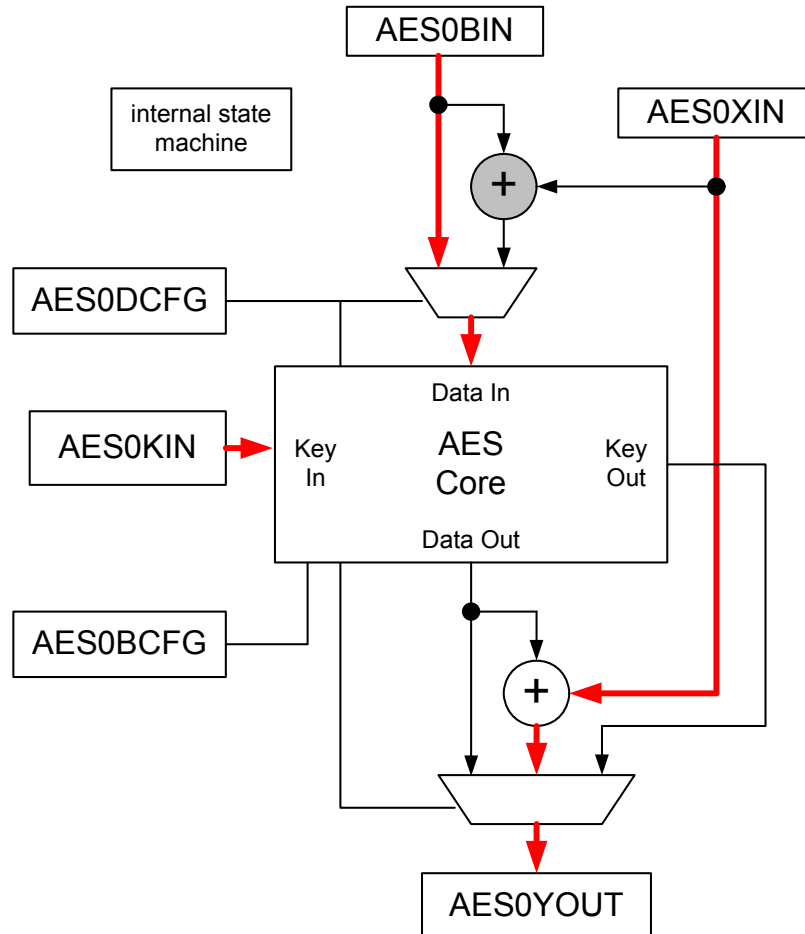 AES0BIN
internal state
machine
AES0XIN
+
AES0DCFG
Data In
AES0KIN
Key
In
AES
Core
Key
Out
Data Out
AES0BCFG
+
AES0YOUT